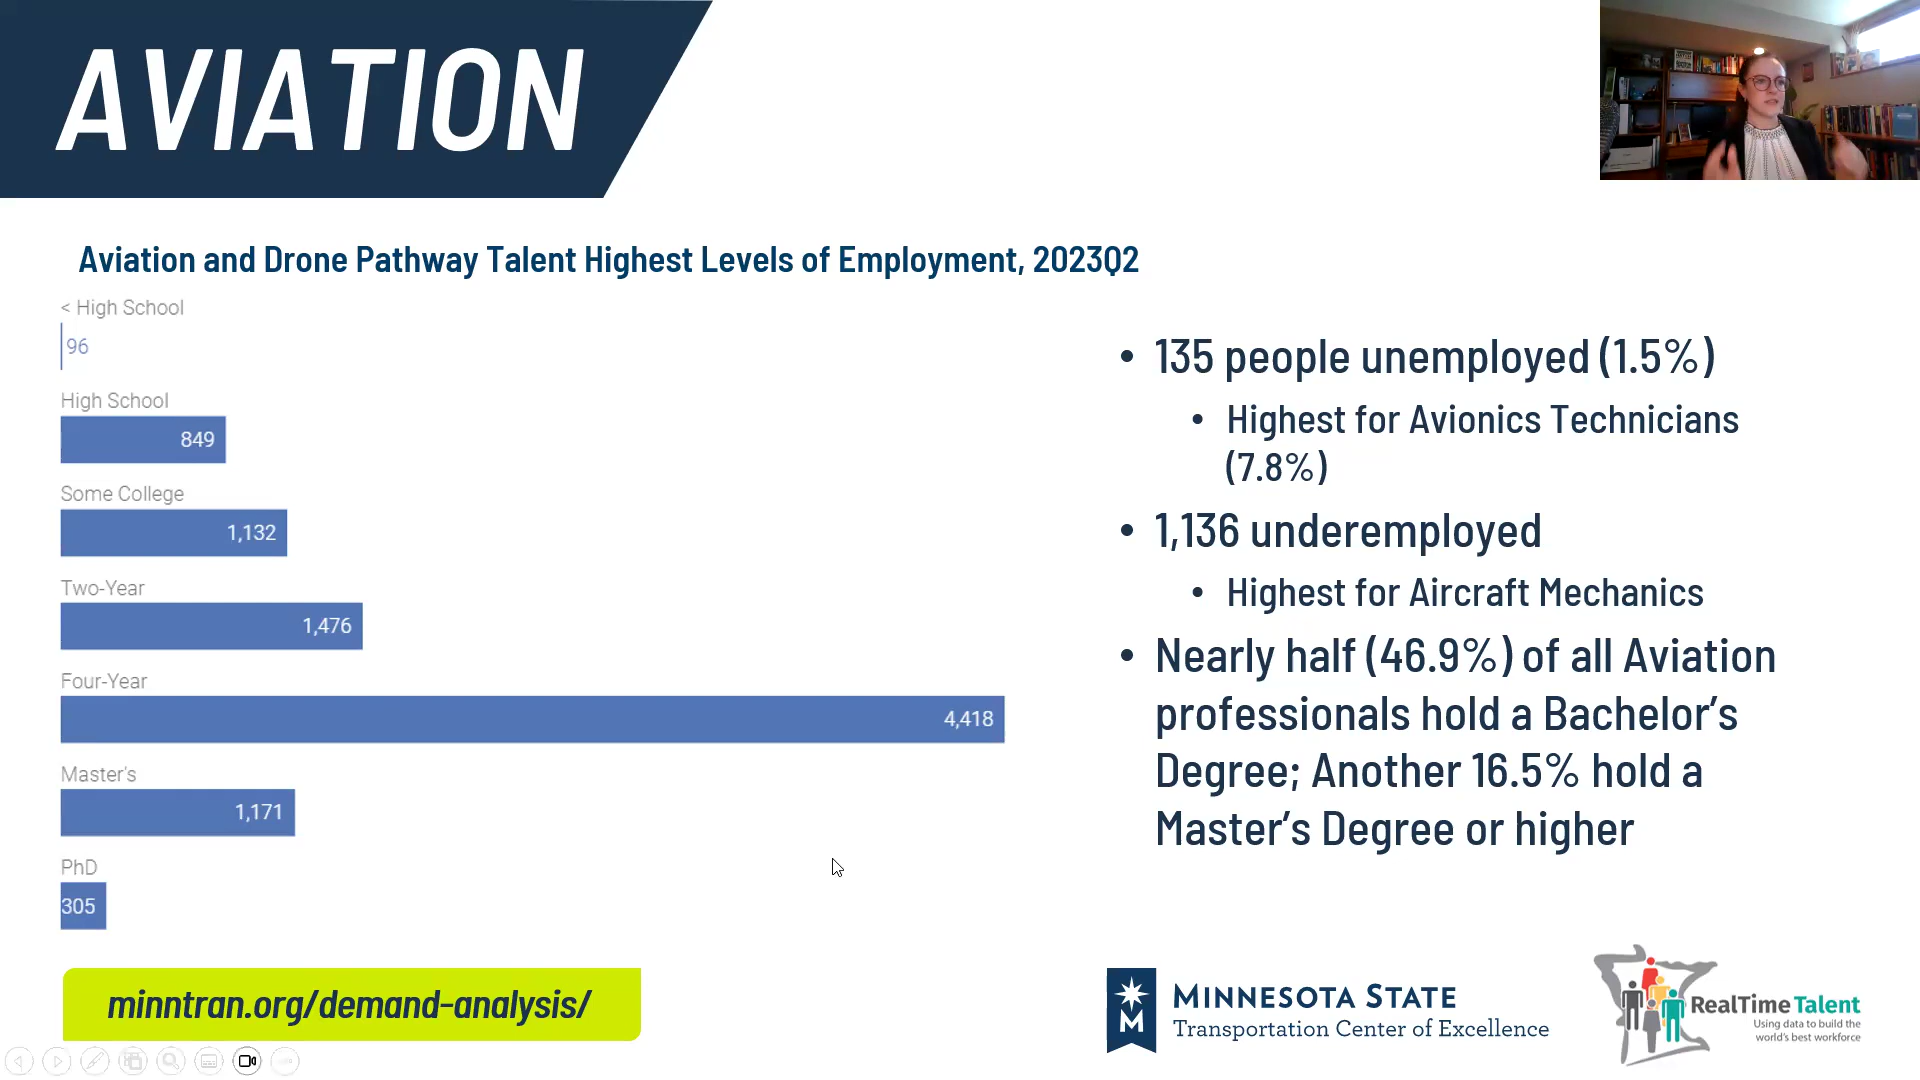 AVIATION
Aviation and Drone Pathway Talent Highest Levels of Employment, 2023Q2
< High School
96
High School
849
Some College
1,132
Two-Year
1,476
Four-Year
4,418
Master's
1,171
PhD
305
• 135 people unemployed (1.5%)
• Highest for Avionics Technicians
(7.8%)
• 1,136 underemployed
• Highest for Aircraft Mechanics
• Nearly half (46.9%) of all Aviation
professionals hold a Bachelor’s
Degree; Another 16.5% hold a
Master’s Degree or higher
minntran.org/demand-analysis/
M
MINNESOTA STATE
Transportation Center of Excellence
RealTime Talent
Using data to build the
world's best workforce